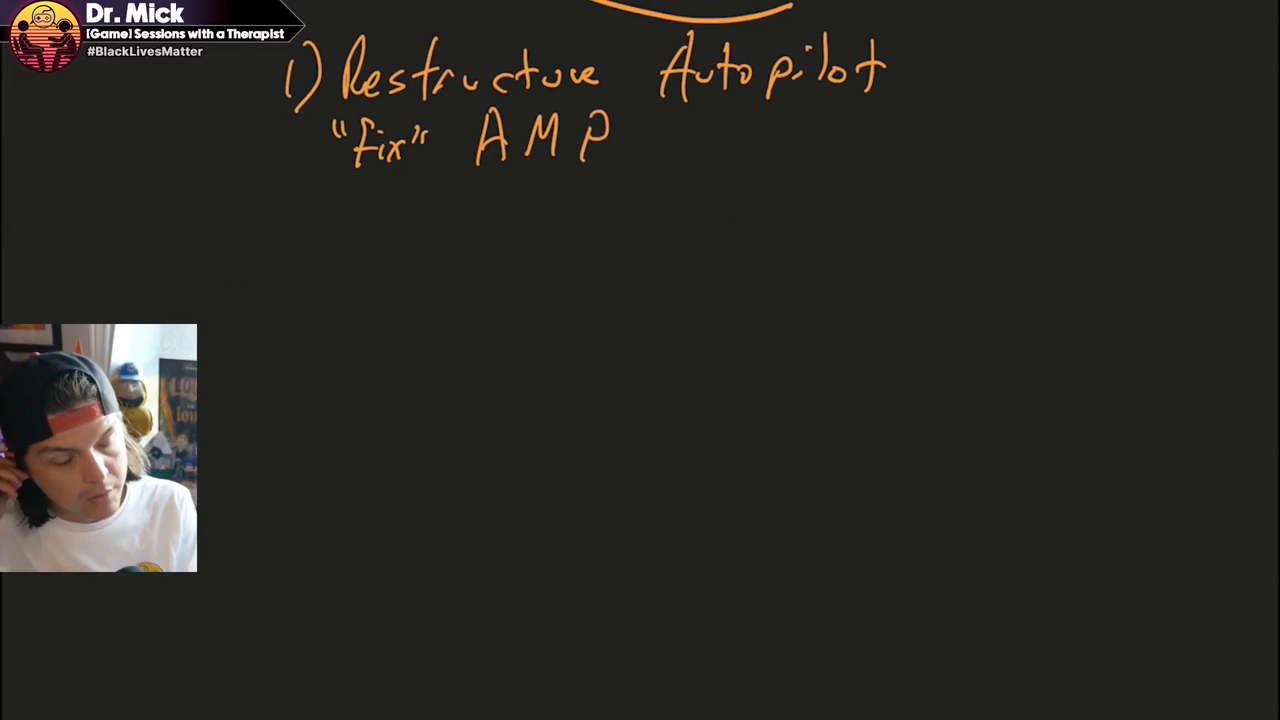 Dr. Mick
[Game] Sessions with a Therapist
#BlackLivesMatter
1) Restructure Autopilot
"fix" AMP